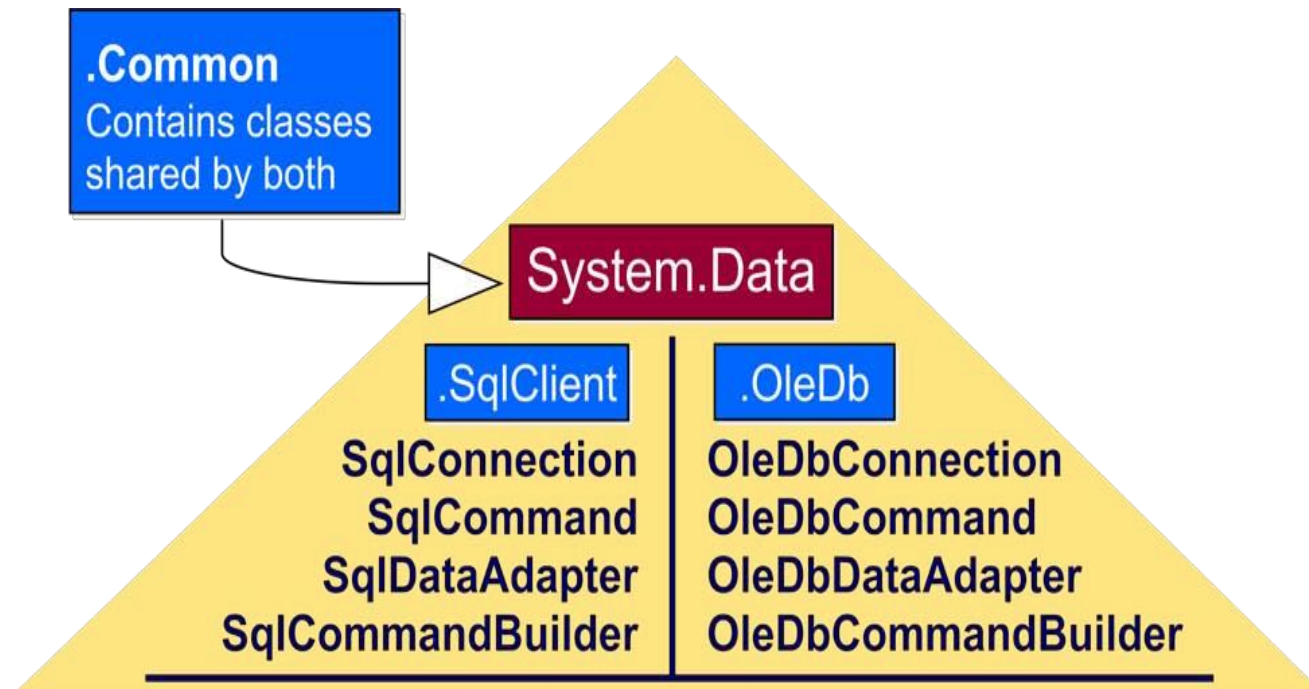 .Common
Contains classes
shared by both
System.Data
.SqlClient
SqlConnection
SqlCommand
SqlDataAdapter
SqlCommandBuilder
.OleDb
OleDbConnection
OleDbCommand
OleDbDataAdapter
OleDbCommandBuilder